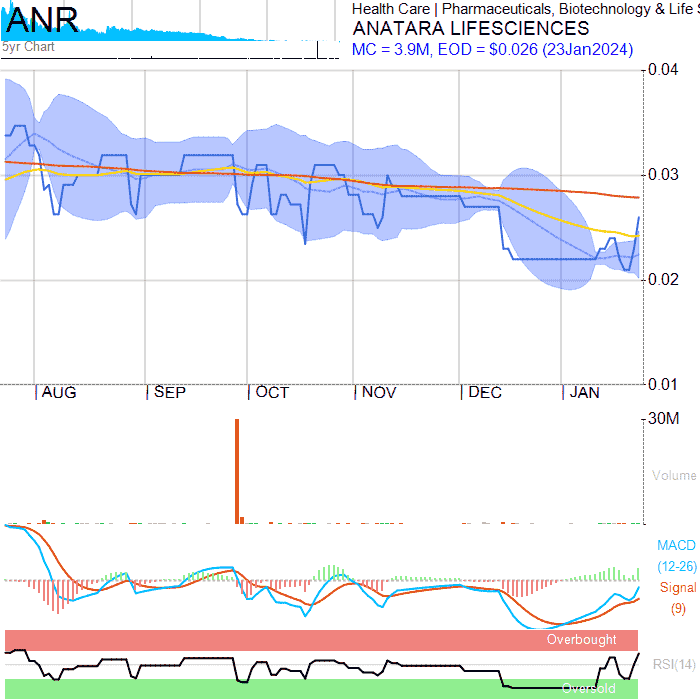 ANR
5yr Chart
Health Care | Pharmaceuticals, Biotechnology & Life S
ANATARA LIFESCIENCES
MC = 3.9M, EOD = $0.026 (23Jan2024)
0.04
0.03
0.02
0.01
AUG SEP OCT NOV DEC JAN
30M
Volume
MACD
(12-26)
Signal
(9)
Overbought
RSI(14)
Oversold